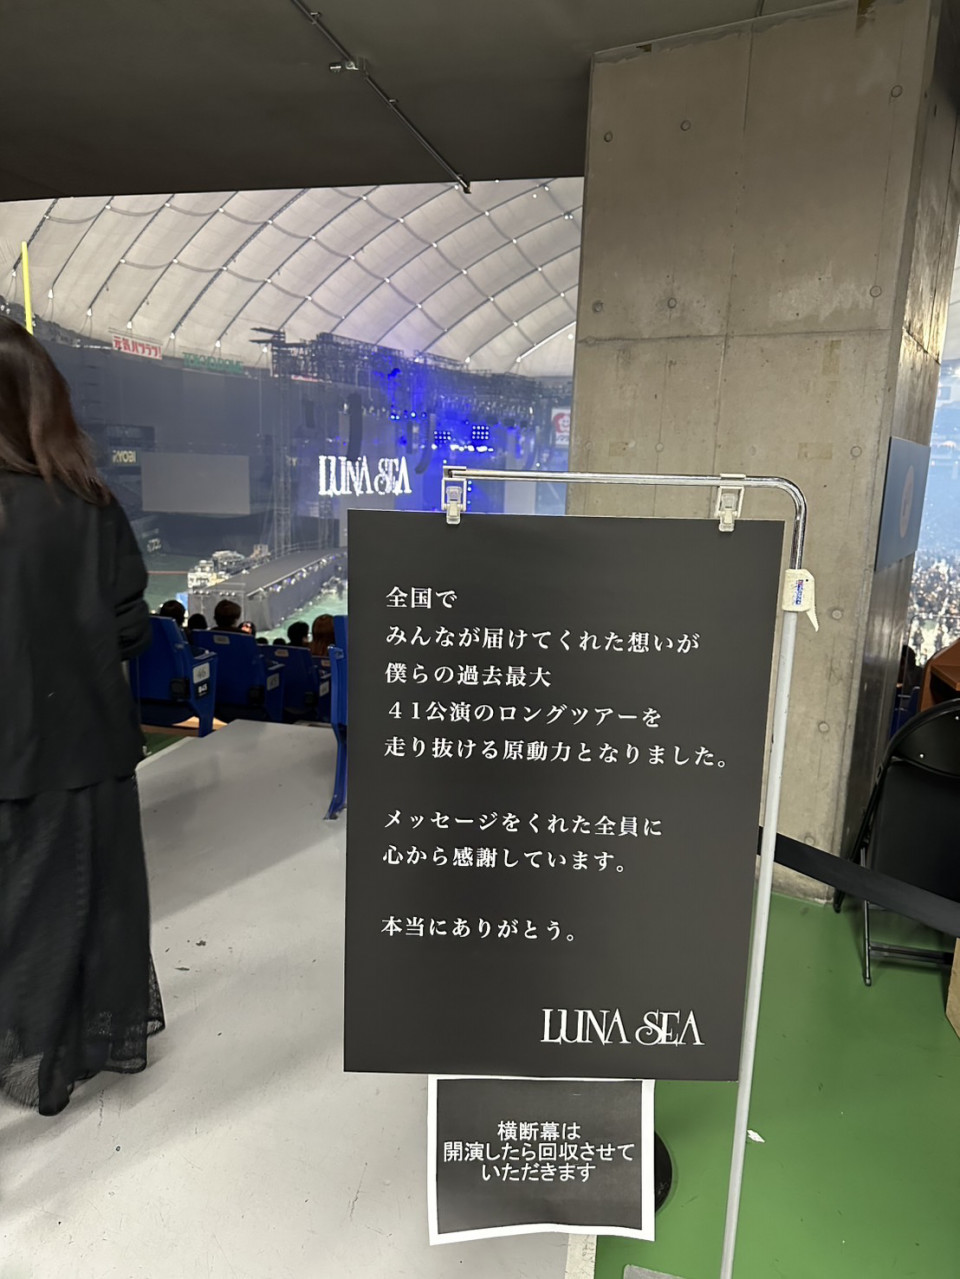 LUNA SEA
全国で
みんなが届けてくれた想いが
僕らの過去最大
41公演のロングツアーを
走り抜ける原動力となりました。
メッセージをくれた全員に
心から感謝しています。
本当にありがとう。
LUNA SEA
横断幕は
開演したら回収させて
いただきます